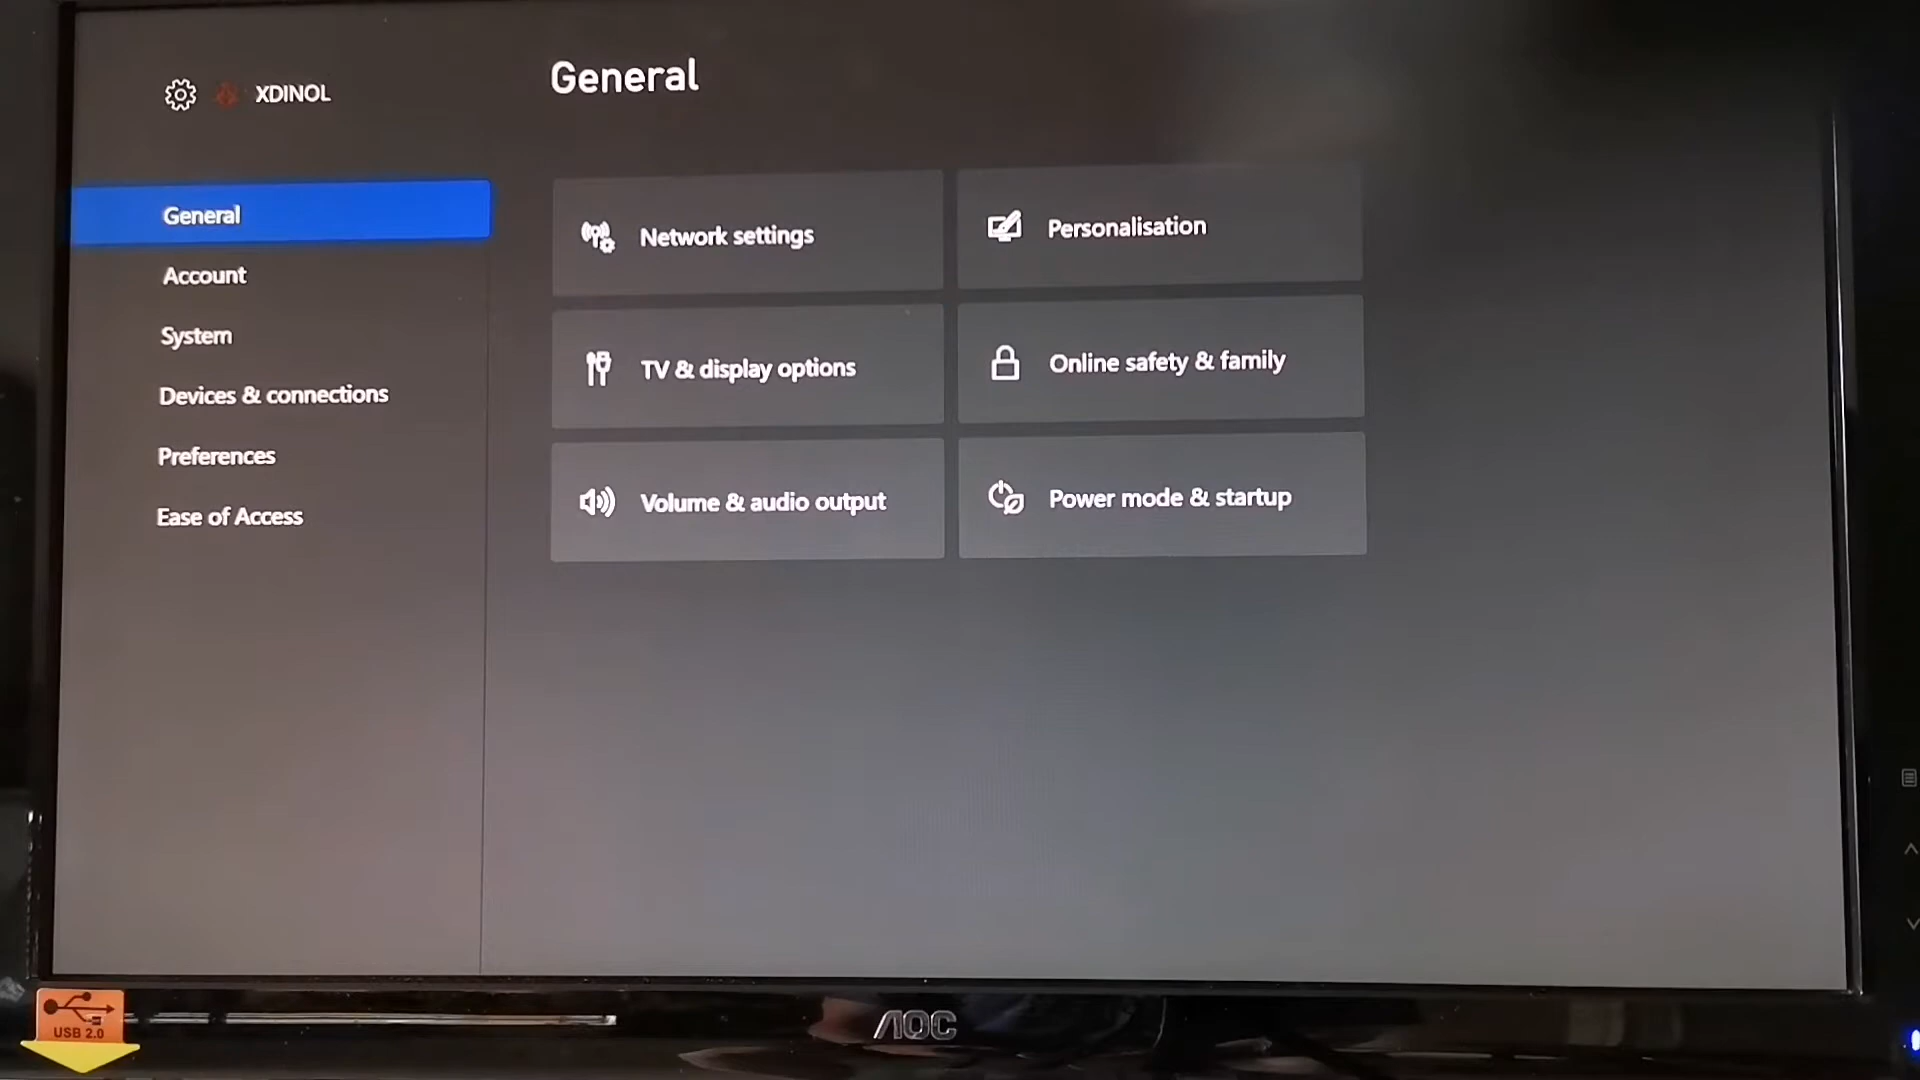 XDINOL
General
General
Account
System
Devices & connections
Preferences
Ease of Access
Network settings
Personalisation
TV & display options
Online safety & family
Volume & audio output
Power mode & startup
USB 2.0
AOC